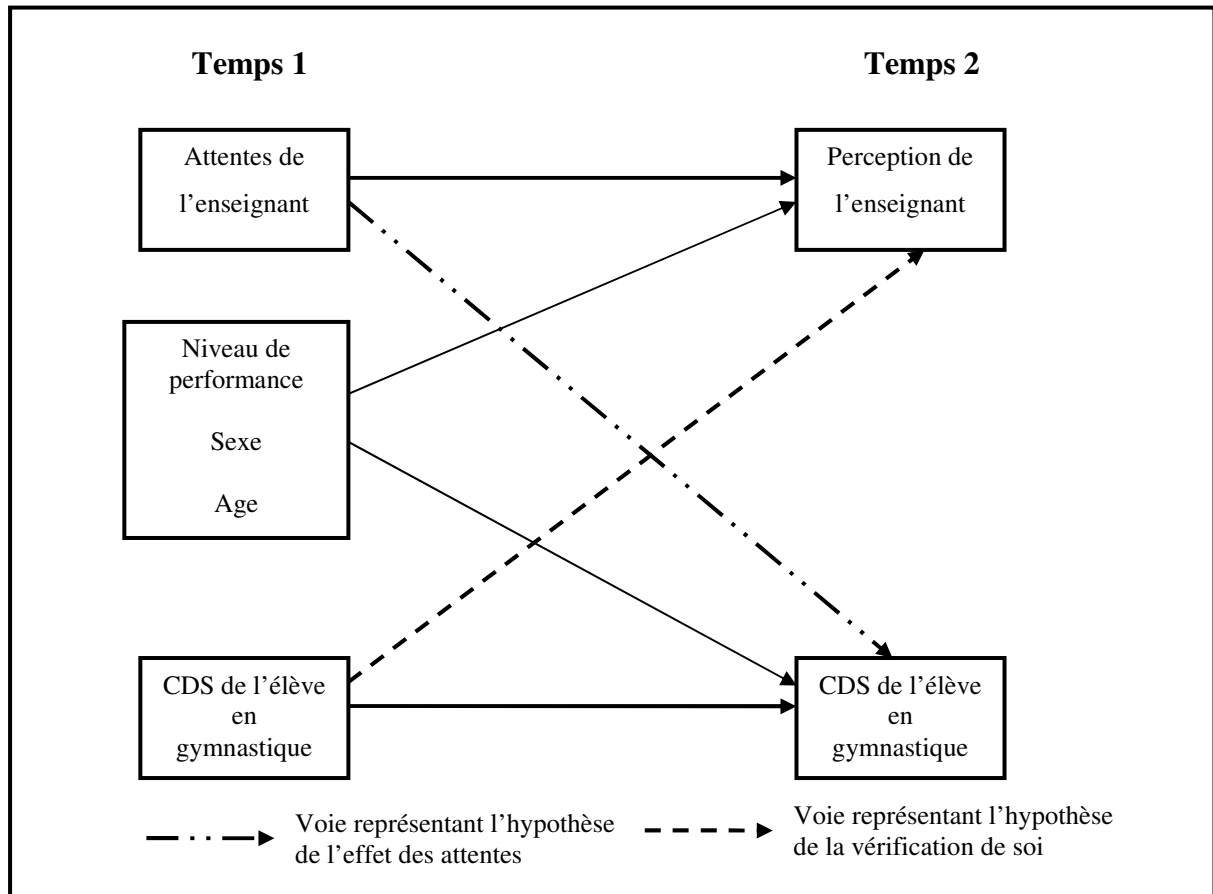 Temps 1
Temps 2
Attentes de
l'enseignant
Perception de
l'enseignant
Niveau de
performance
Sexe
Age
CDS de l'élève
en
gymnastique
CDS de l'élève
en
gymnastique
Voie représentant l'hypothèse
de l'effet des attentes
Voie représentant l'hypothèse
de la vérification de soi